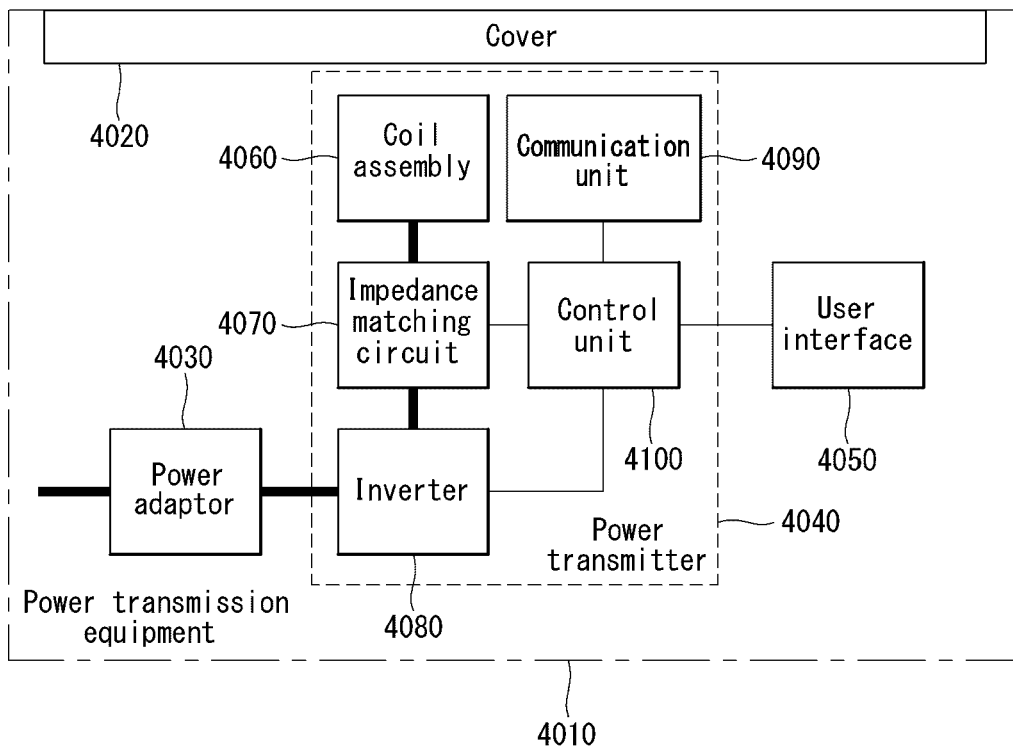 Cover
4020
Coil
assembly
4060
Communication
unit
4090
Impedance
matching
circuit
4070
Control
unit
4100
User
interface
4050
4030
Power
adaptor
Inverter
4080
Power
transmitter
4040
Power transmission
equipment
4010